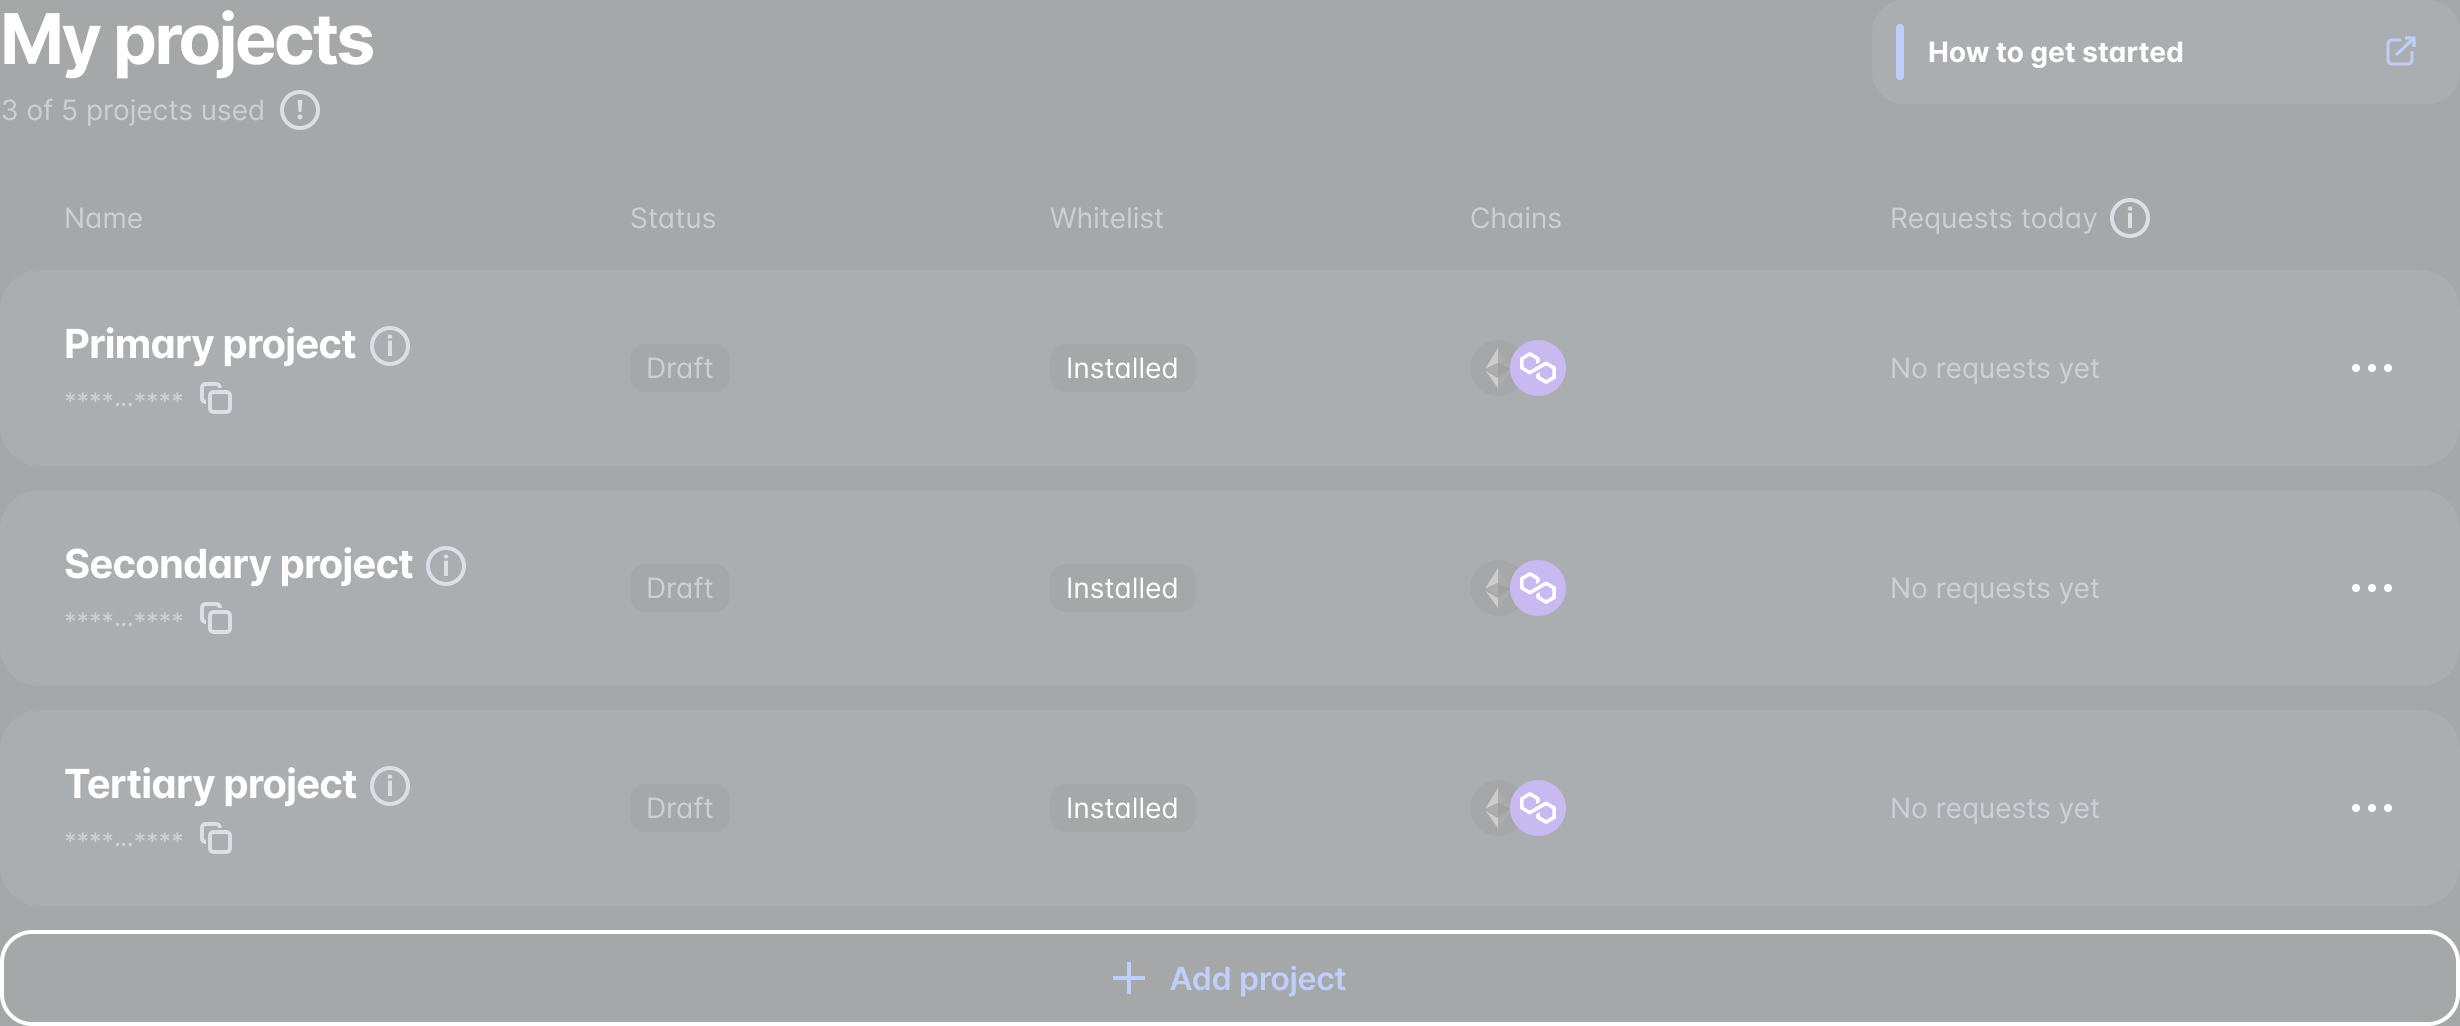 My projects
How to get started
3 of 5 projects used
Name Status Whitelist Chains Requests today
Primary project
****...****
Draft Installed No requests yet
Secondary project
****...****
Draft Installed No requests yet
Tertiary project
****...****
Draft Installed No requests yet
Add project